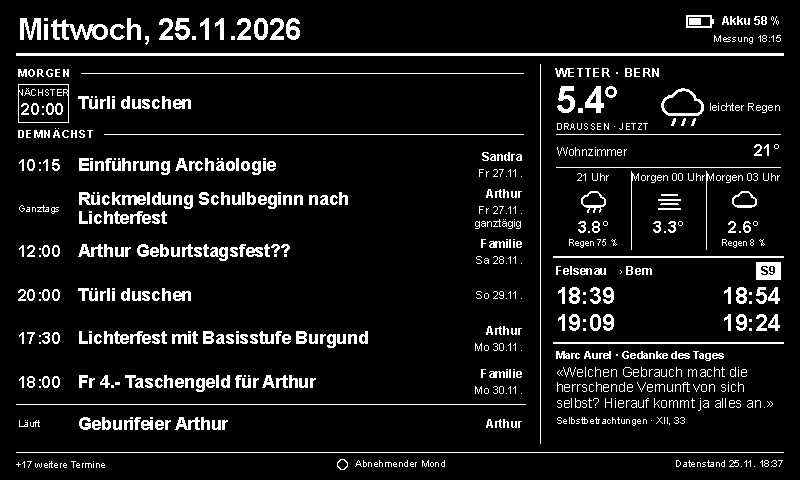 Mittwoch, 25.11.2026
Akku 58 %
Messung 18:15
MORGEN
NÄCHSTER
20:00 Türli duschen
DEMNÄCHST
10:15 Einführung Archäologie Sandra
Fr 27.11.
Ganztags Rückmeldung Schulbeginn nach
Lichterfest
Arthur
Fr 27.11.
ganztägig
12:00 Arthur Geburtstagsfest?? Familie
Sa 28.11.
20:00 Türli duschen So 29.11.
17:30 Lichterfest mit Basisstufe Burgund Arthur
Mo 30.11.
18:00 Fr 4.- Taschengeld für Arthur Familie
Mo 30.11.
Läuft Geburifeier Arthur Arthur
WETTER · BERN
5.4° leichter Regen
DRAUSSEN · JETZT
Wohnzimmer 21°
21 Uhr Morgen 00 Uhr Morgen 03 Uhr
3.8° 3.3° 2.6°
Regen 75 % Regen 8 %
Felsenau › Bern S9
18:39 18:54
19:09 19:24
Marc Aurel · Gedanke des Tages
«Welchen Gebrauch macht die
herrschende Vernunft von sich
selbst? Hierauf kommt ja alles an.»
Selbstbetrachtungen · XII, 33
+17 weitere Termine
Abnehmender Mond
Datenstand 25.11. 18:37